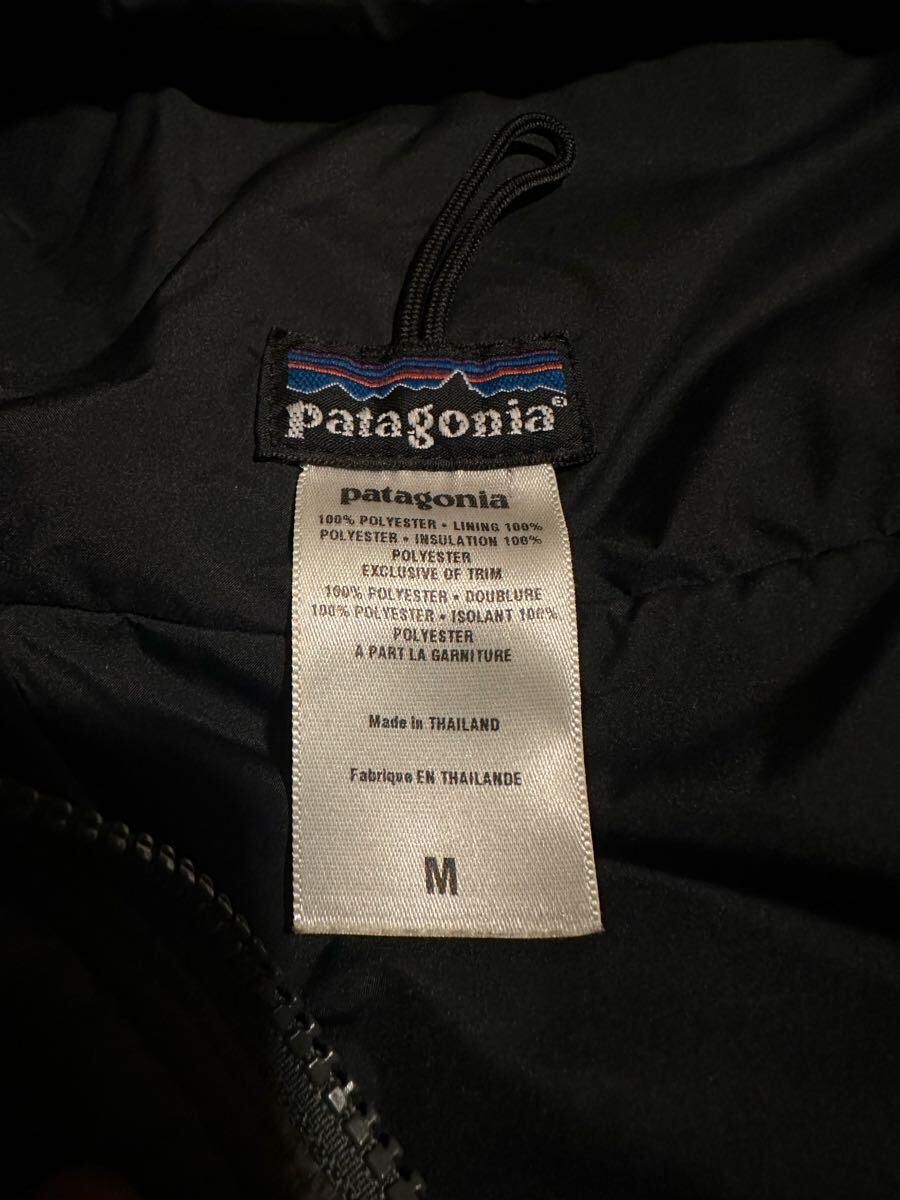 patagonia®
patagonia
100% POLYESTER • LINING 100%
POLYESTER • INSULATION 100%
POLYESTER
EXCLUSIVE OF TRIM
100% POLYESTER • DOUBLURE
100% POLYESTER • ISOLANT 100%
POLYESTER
A PART LA GARNITURE
Made in THAILAND
Fabrique EN THAILANDE
M